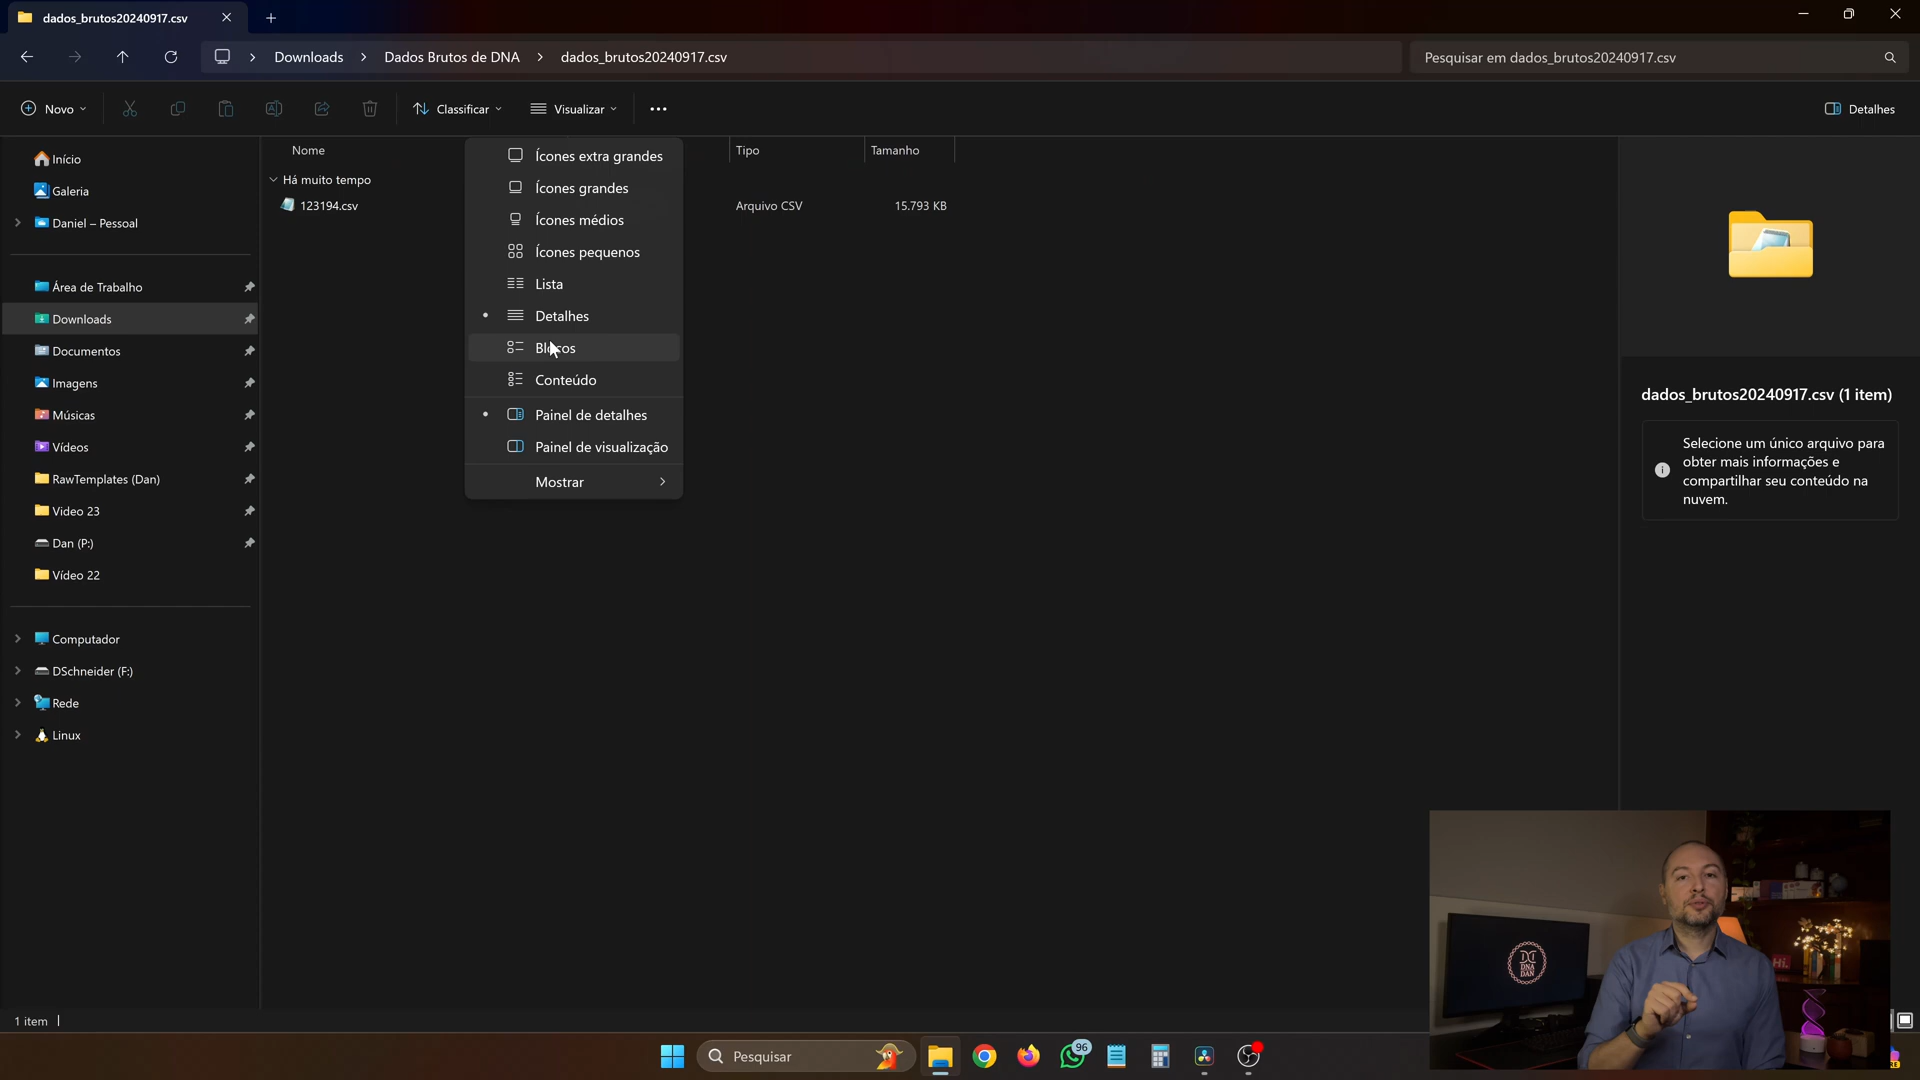 dados_brutos20240917.csv
Downloads
Dados Brutos de DNA
dados_brutos20240917.csv
Pesquisar em dados_brutos20240917.csv
Novo
Classificar
Visualizar
Detalhes
Início
Galeria
Daniel – Pessoal
Área de Trabalho
Downloads
Documentos
Imagens
Músicas
Vídeos
RawTemplates (Dan)
Video 23
Dan (P:)
Vídeo 22
Computador
DSchneider (F:)
Rede
Linux
Nome
Tipo
Tamanho
Há muito tempo
123194.csv
Arquivo CSV
15.793 KB
Ícones extra grandes
Ícones grandes
Ícones médios
Ícones pequenos
Lista
Detalhes
Conteúdo
Painel de detalhes
Painel de visualização
Mostrar
dados_brutos20240917.csv (1 item)
Selecione um único arquivo para
obter mais informações e
compartilhar seu conteúdo na
nuvem.
DNA
DAN
Hi.
1 item
Pesquisar
96